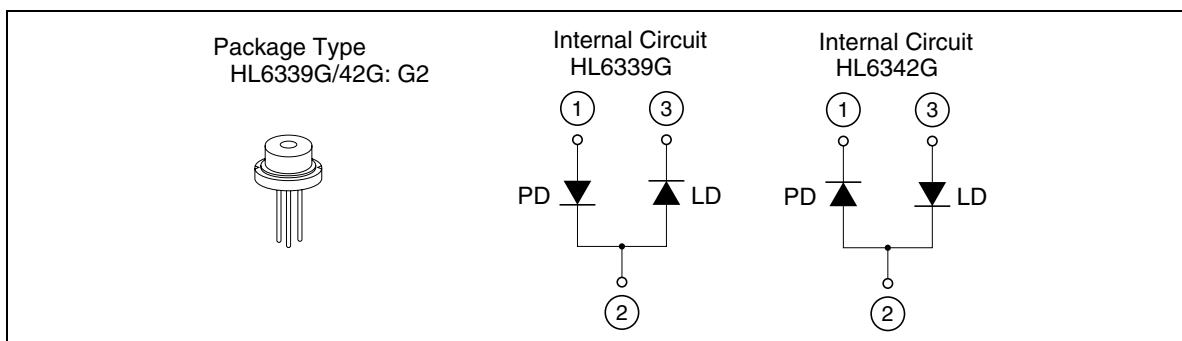 Package Type
HL6339G/42G: G2
Internal Circuit
HL6339G
1
3
PD
LD
2
Internal Circuit
HL6342G
1
3
PD
LD
2